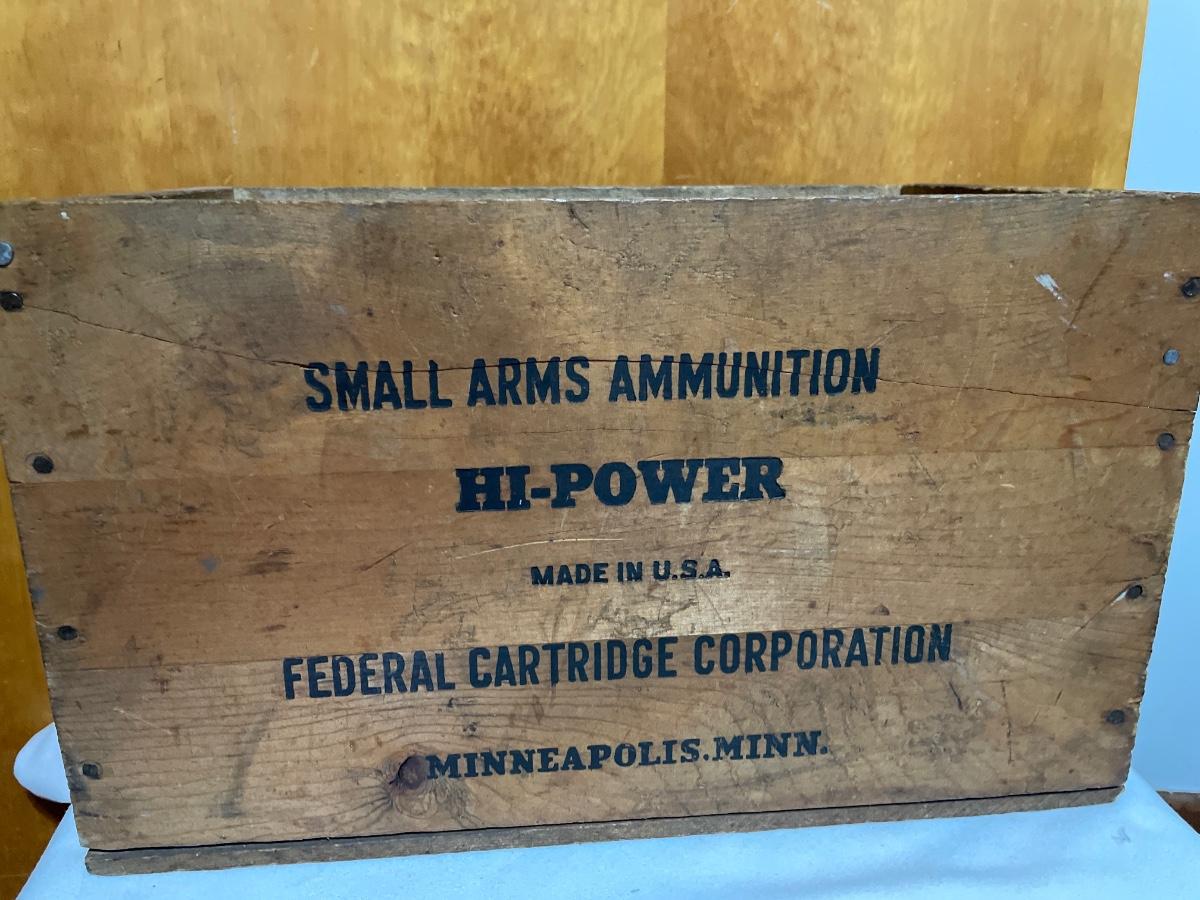 SMALL ARMS AMMUNITION
HI-POWER
MADE IN U.S.A.
FEDERAL CARTRIDGE CORPORATION
MINNEAPOLIS.MINN.